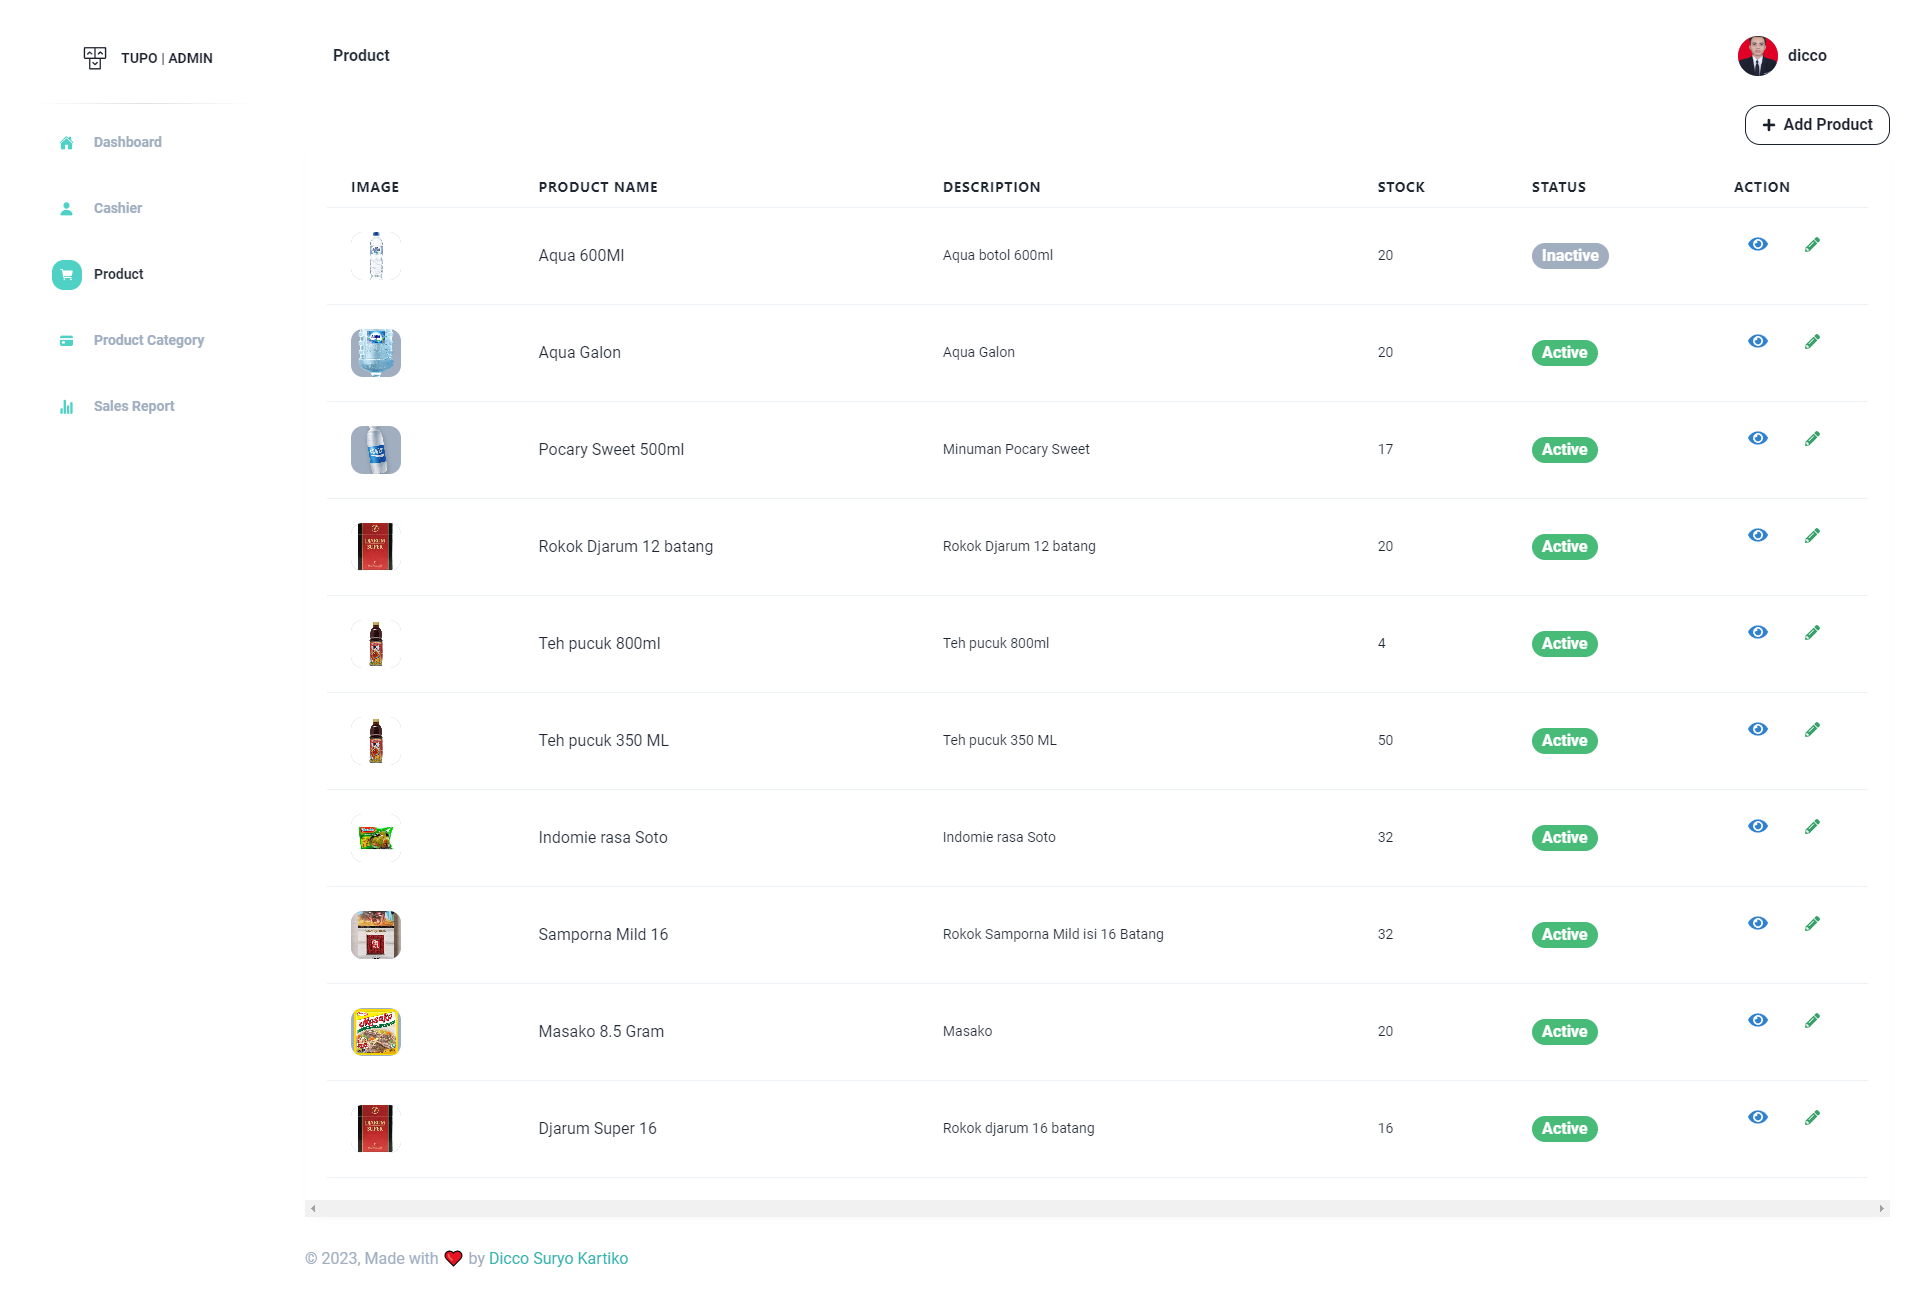 TUPO | ADMIN
Product
dicco
Dashboard
Cashier
Product
Product Category
Sales Report
Add Product
IMAGE PRODUCT NAME DESCRIPTION STOCK STATUS ACTION
Aqua 600Ml Aqua botol 600ml 20 Inactive
Aqua Galon Aqua Galon 20 Active
Pocary Sweet 500ml Minuman Pocary Sweet 17 Active
Rokok Djarum 12 batang Rokok Djarum 12 batang 20 Active
Teh pucuk 800ml Teh pucuk 800ml 4 Active
Teh pucuk 350 ML Teh pucuk 350 ML 50 Active
Indomie rasa Soto Indomie rasa Soto 32 Active
Samporna Mild 16 Rokok Samporna Mild isi 16 Batang 32 Active
Masako 8.5 Gram Masako 20 Active
Djarum Super 16 Rokok djarum 16 batang 16 Active
© 2023, Made with ❤️ by Dicco Suryo Kartiko